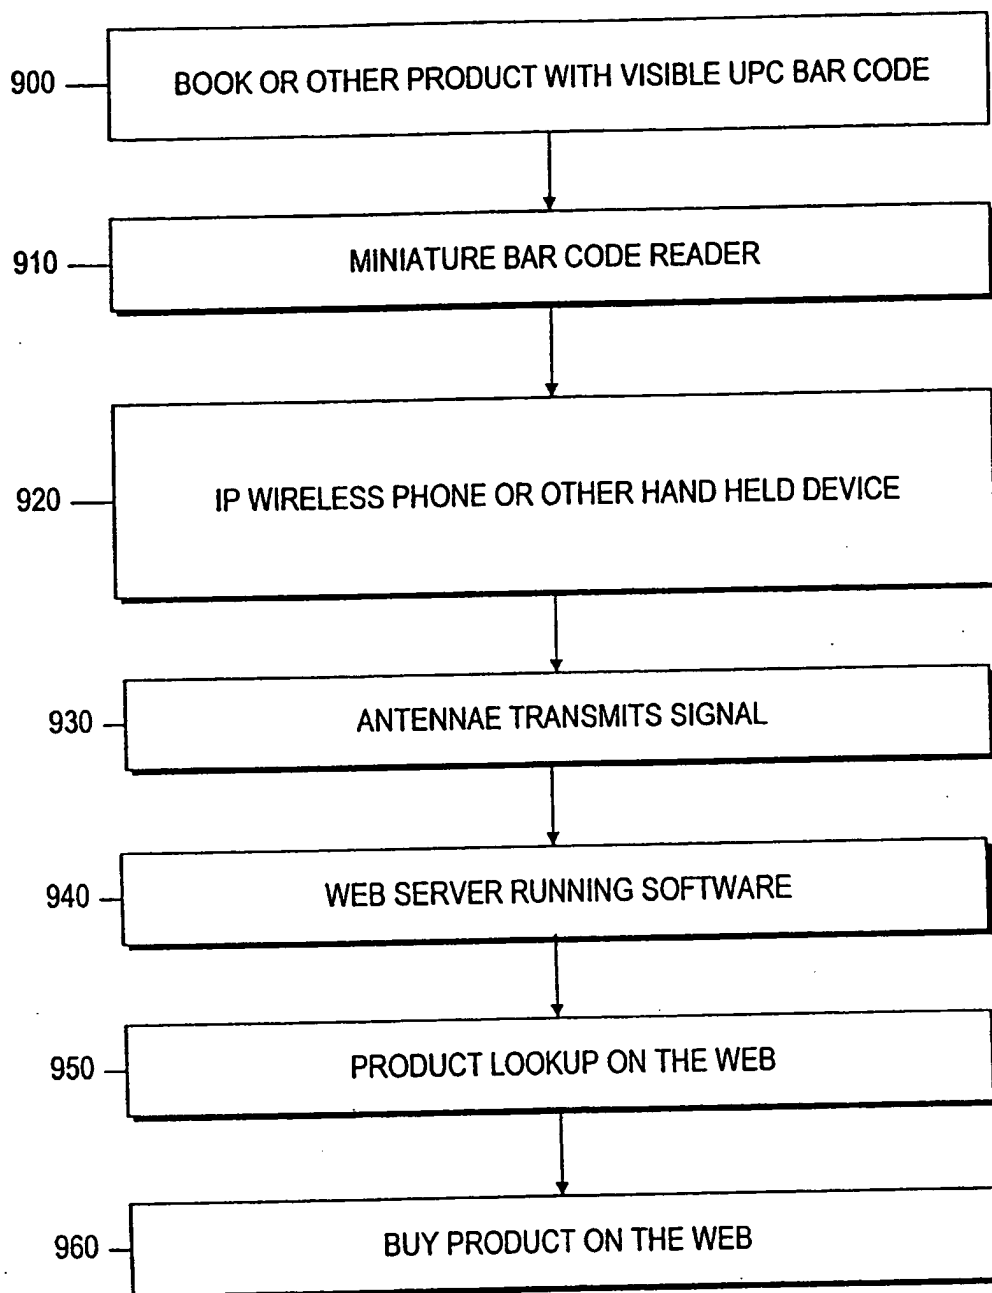 900 BOOK OR OTHER PRODUCT WITH VISIBLE UPC BAR CODE
910 MINIATURE BAR CODE READER
920 IP WIRELESS PHONE OR OTHER HAND HELD DEVICE
930 ANTENNAE TRANSMITS SIGNAL
940 WEB SERVER RUNNING SOFTWARE
950 PRODUCT LOOKUP ON THE WEB
960 BUY PRODUCT ON THE WEB